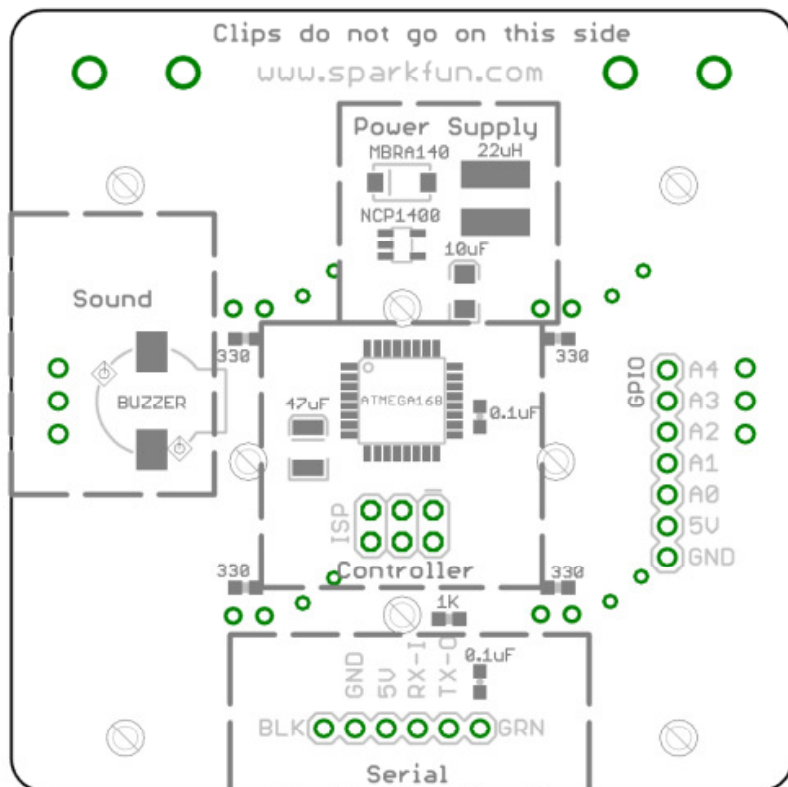 Clips do not go on this side
www.sparkfun.com
Power Supply
MBRA140
22uH
NCP1400
10uF
Sound
330
330
BUZZER
47uF
ATMEGA168
0.1uF
GPIO
A4
A3
A2
A1
A0
5V
GND
ISP
Controller
330
330
1K
GND
5V
RX-I
TX-O
0.1uF
BLK
GRN
Serial